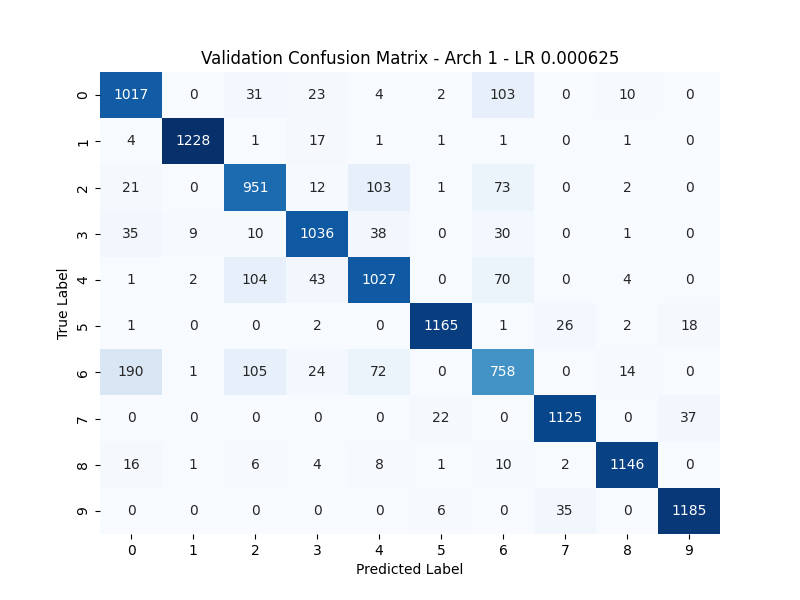 Validation Confusion Matrix - Arch 1 - LR 0.000625
0 1017 0 31 23 4 2 103 0 10 0
1 4 1228 1 17 1 1 1 0 1 0
2 21 0 951 12 103 1 73 0 2 0
3 35 9 10 1036 38 0 30 0 1 0
4 1 2 104 43 1027 0 70 0 4 0
True Label
5 1 0 0 2 0 1165 1 26 2 18
6 190 1 105 24 72 0 758 0 14 0
7 0 0 0 0 0 22 0 1125 0 37
8 16 1 6 4 8 1 10 2 1146 0
9 0 0 0 0 0 6 0 35 0 1185
0 1 2 3 4 5 6 7 8 9
Predicted Label